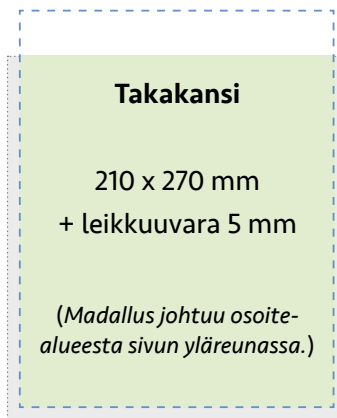 Takakansi
210 x 270 mm
+ leikkuuvara 5 mm
(Madallus johtuu osoite-
alueesta sivun yläreunassa.)